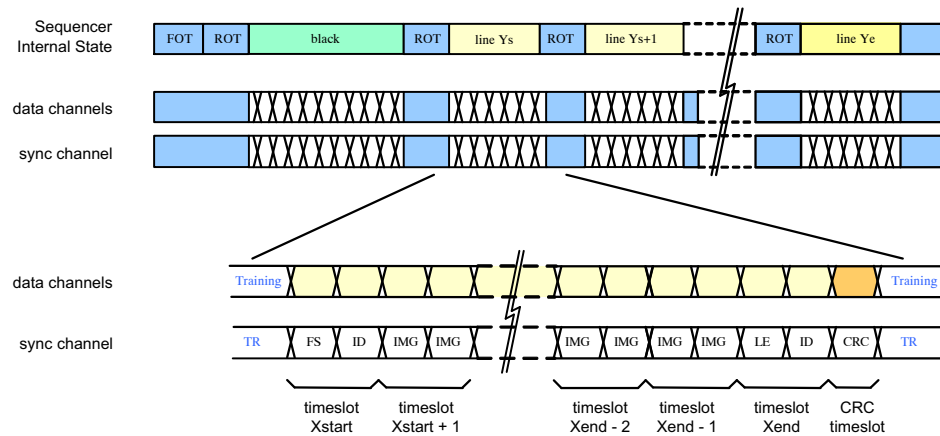 Sequencer
Internal State
FOT ROT black ROT line Ys ROT line Ys+1 ROT line Ye
data channels
sync channel
data channels
Training Training
sync channel
TR FS ID IMG IMG IMG IMG IMG IMG LE ID CRC TR
timeslot timeslot timeslot timeslot timeslot CRC
Xstart Xstart + 1 Xend - 2 Xend - 1 Xend timeslot